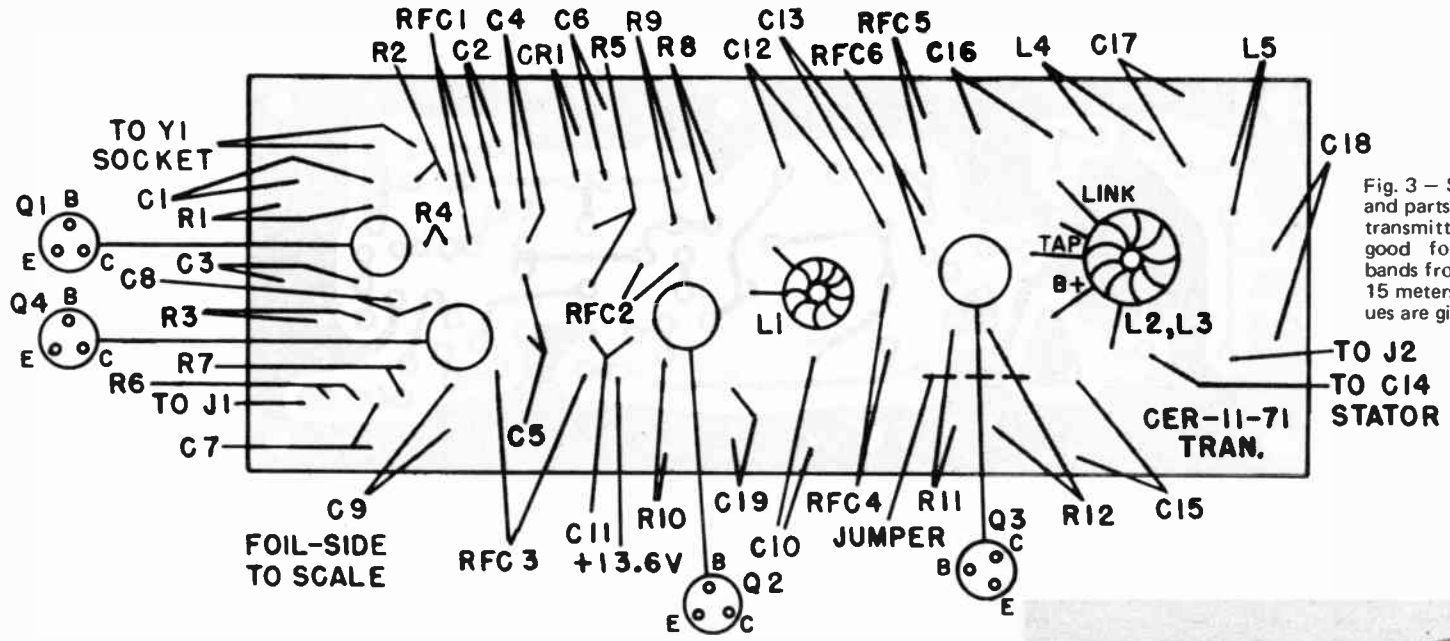 RFC1 C4 C6 R9 C13 RFC5
R2 C2 CR1 R5 R8 C12 RFC6 C16 L4 C17 L5
TO Y1
SOCKET
C1
C18
Q1 B
R1
E C
R4
C3
C8
Q4 B
R3
E C
R7
R6
TO J1
C7
RFC2
L1
LINK
TAP
B+
L2, L3
Fig. 3 – S
and parts
transmitt
good fo
bands fro
15 meters
ues are gi
TO J2
TO C14
STATOR
CER-11-71
TRAN.
C5
C9
FOIL-SIDE
TO SCALE
RFC 3
C11
+13.6V
R10
C19
C10
RFC4
JUMPER
R11
R12
C15
B
Q2
E C
Q3
C
B
E